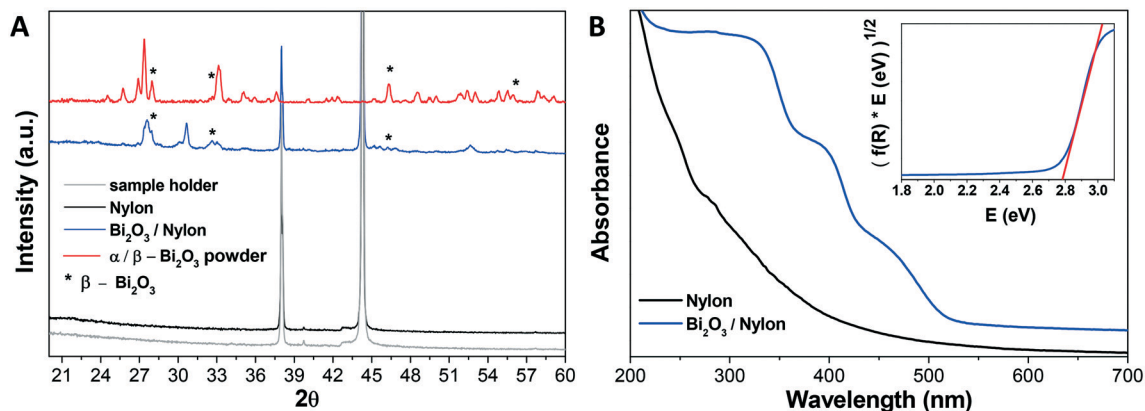 A
Intensity (a.u.)
*
*
*
*
*
*
*
sample holder
Nylon
Bi₂O₃ / Nylon
α / β – Bi₂O₃ powder
* β – Bi₂O₃
21 24 27 30 33 36 39 42 45 48 51 54 57 60
2θ
B
Absorbance
( f(R) * E (eV) )^1/2
1.8 2.0 2.2 2.4 2.6 2.8 3.0
E (eV)
Nylon
Bi₂O₃ / Nylon
200 300 400 500 600 700
Wavelength (nm)